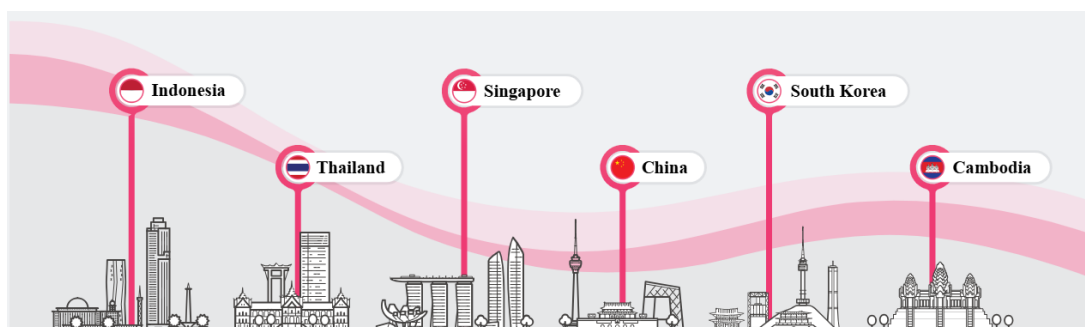 Indonesia
Thailand
Singapore
China
South Korea
Cambodia